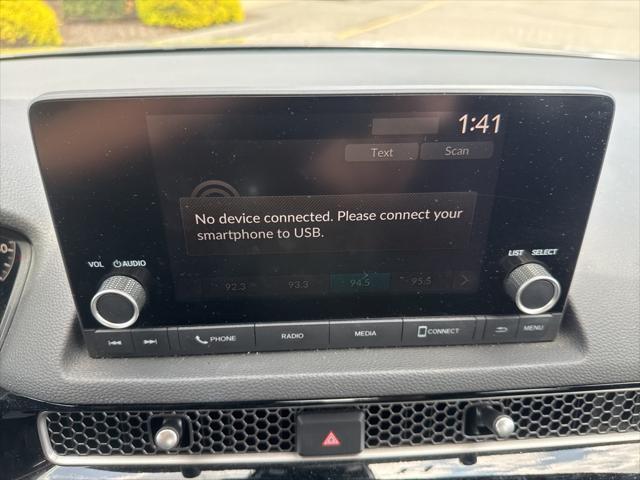 1:41
Text Scan
No device connected. Please connect your
smartphone to USB.
VOL AUDIO
LIST SELECT
92.3 93.3 94.5 95.5
PHONE RADIO MEDIA CONNECT MENU